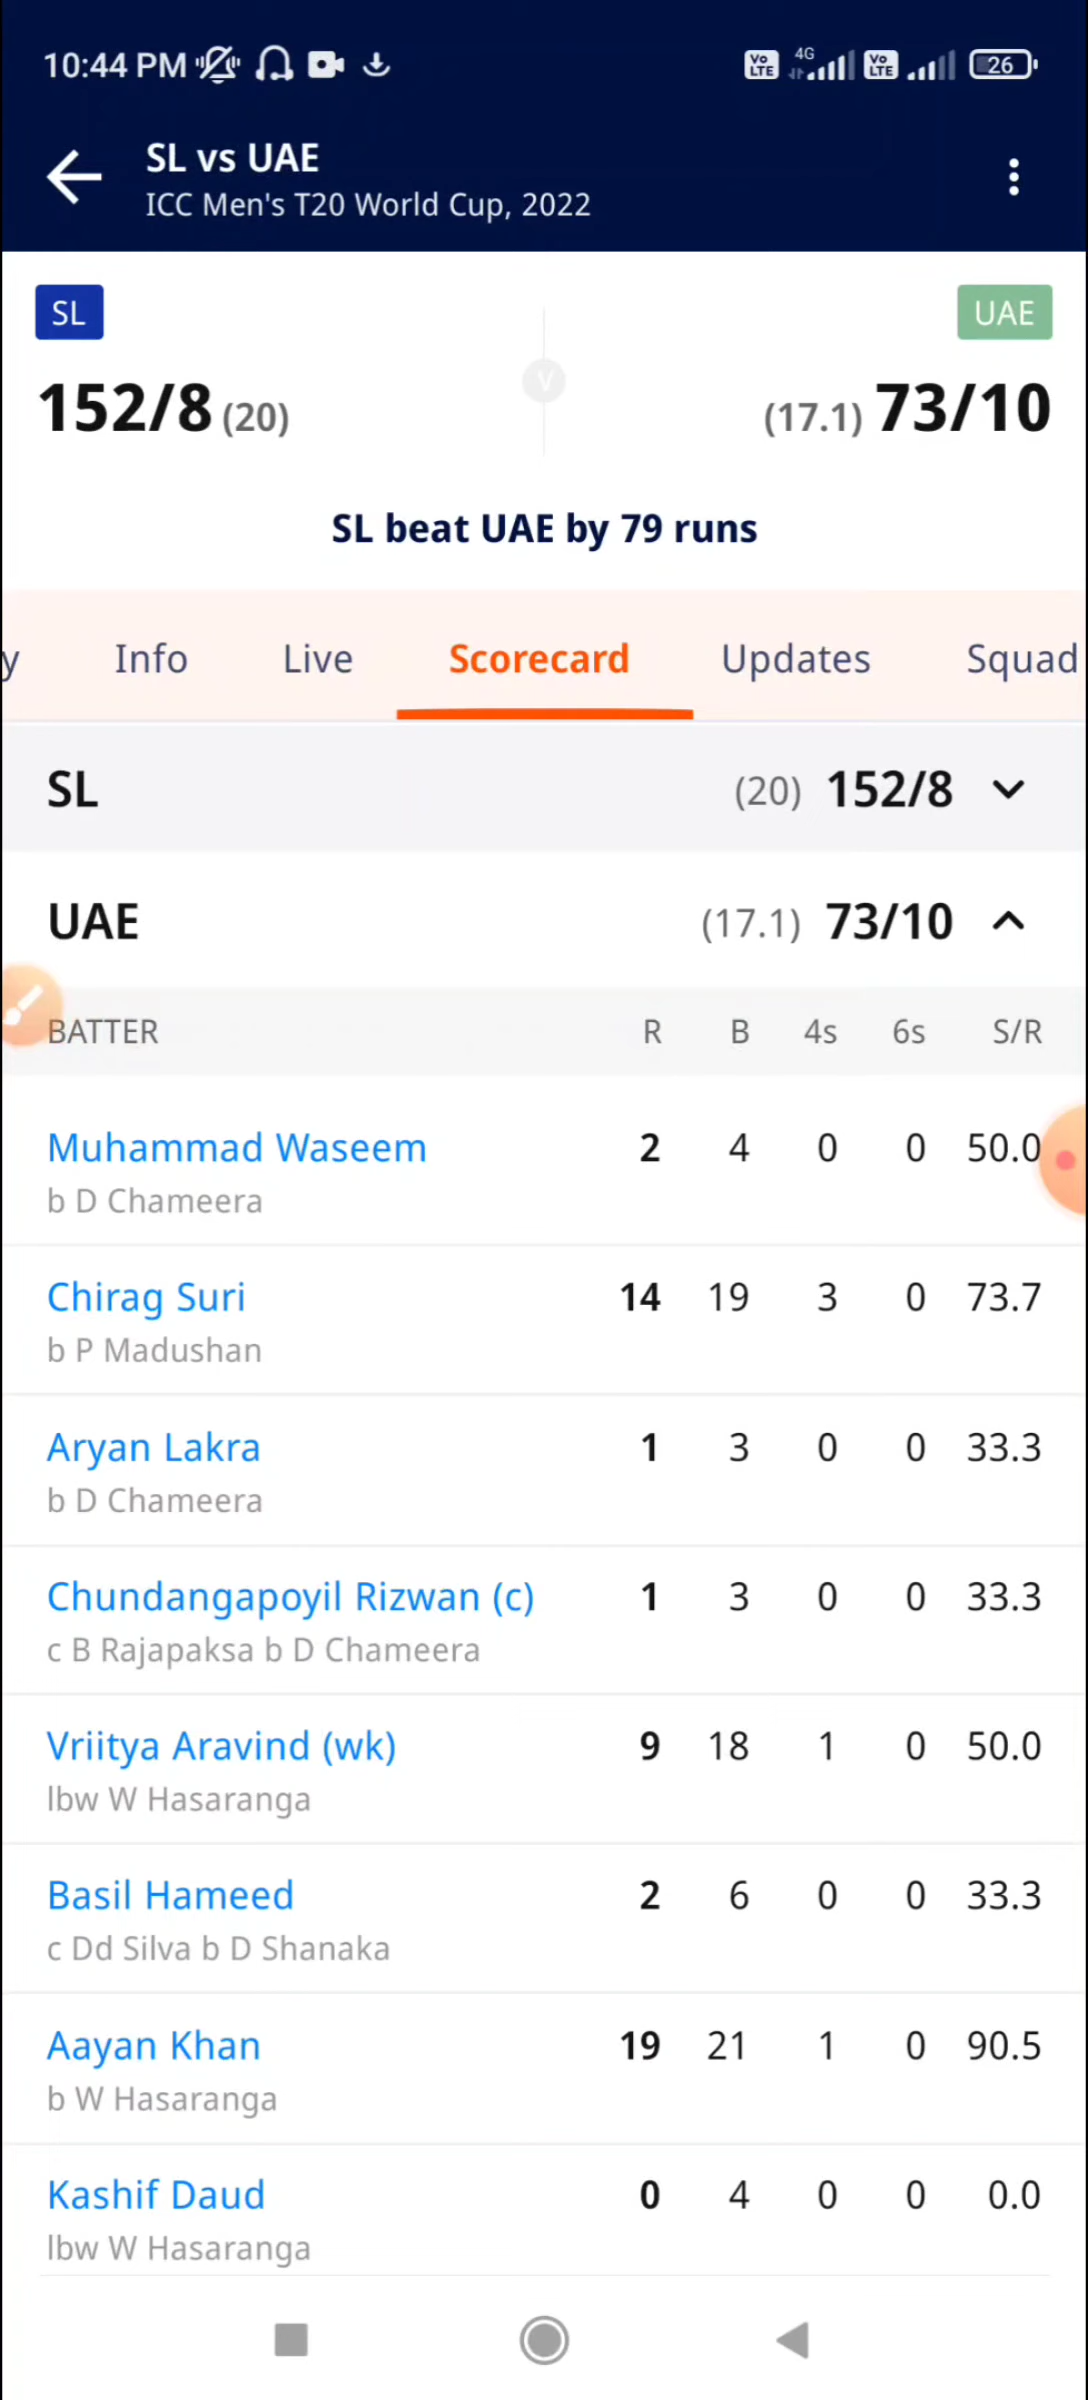 10:44 PM 4G 26
SL vs UAE
ICC Men's T20 World Cup, 2022
SL UAE
V
152/8 (20) (17.1) 73/10
SL beat UAE by 79 runs
y Info Live Scorecard Updates Squad
SL (20) 152/8
UAE (17.1) 73/10
BATTER R B 4s 6s S/R
Muhammad Waseem 2 4 0 0 50.0
b D Chameera
Chirag Suri 14 19 3 0 73.7
b P Madushan
Aryan Lakra 1 3 0 0 33.3
b D Chameera
Chundangapoyil Rizwan (c) 1 3 0 0 33.3
c B Rajapaksa b D Chameera
Vriitya Aravind (wk) 9 18 1 0 50.0
lbw W Hasaranga
Basil Hameed 2 6 0 0 33.3
c Dd Silva b D Shanaka
Aayan Khan 19 21 1 0 90.5
b W Hasaranga
Kashif Daud 0 4 0 0 0.0
lbw W Hasaranga